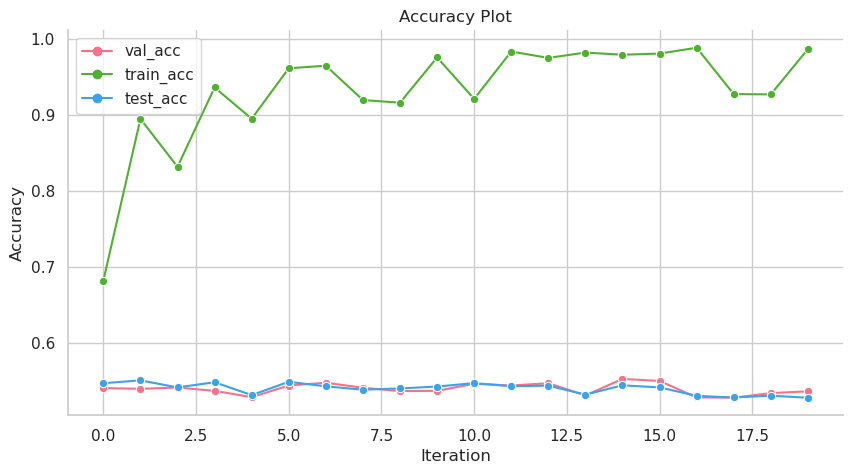 Accuracy Plot
val_acc
train_acc
test_acc
1.0
0.9
0.8
0.7
0.6
Accuracy
0.0 2.5 5.0 7.5 10.0 12.5 15.0 17.5
Iteration